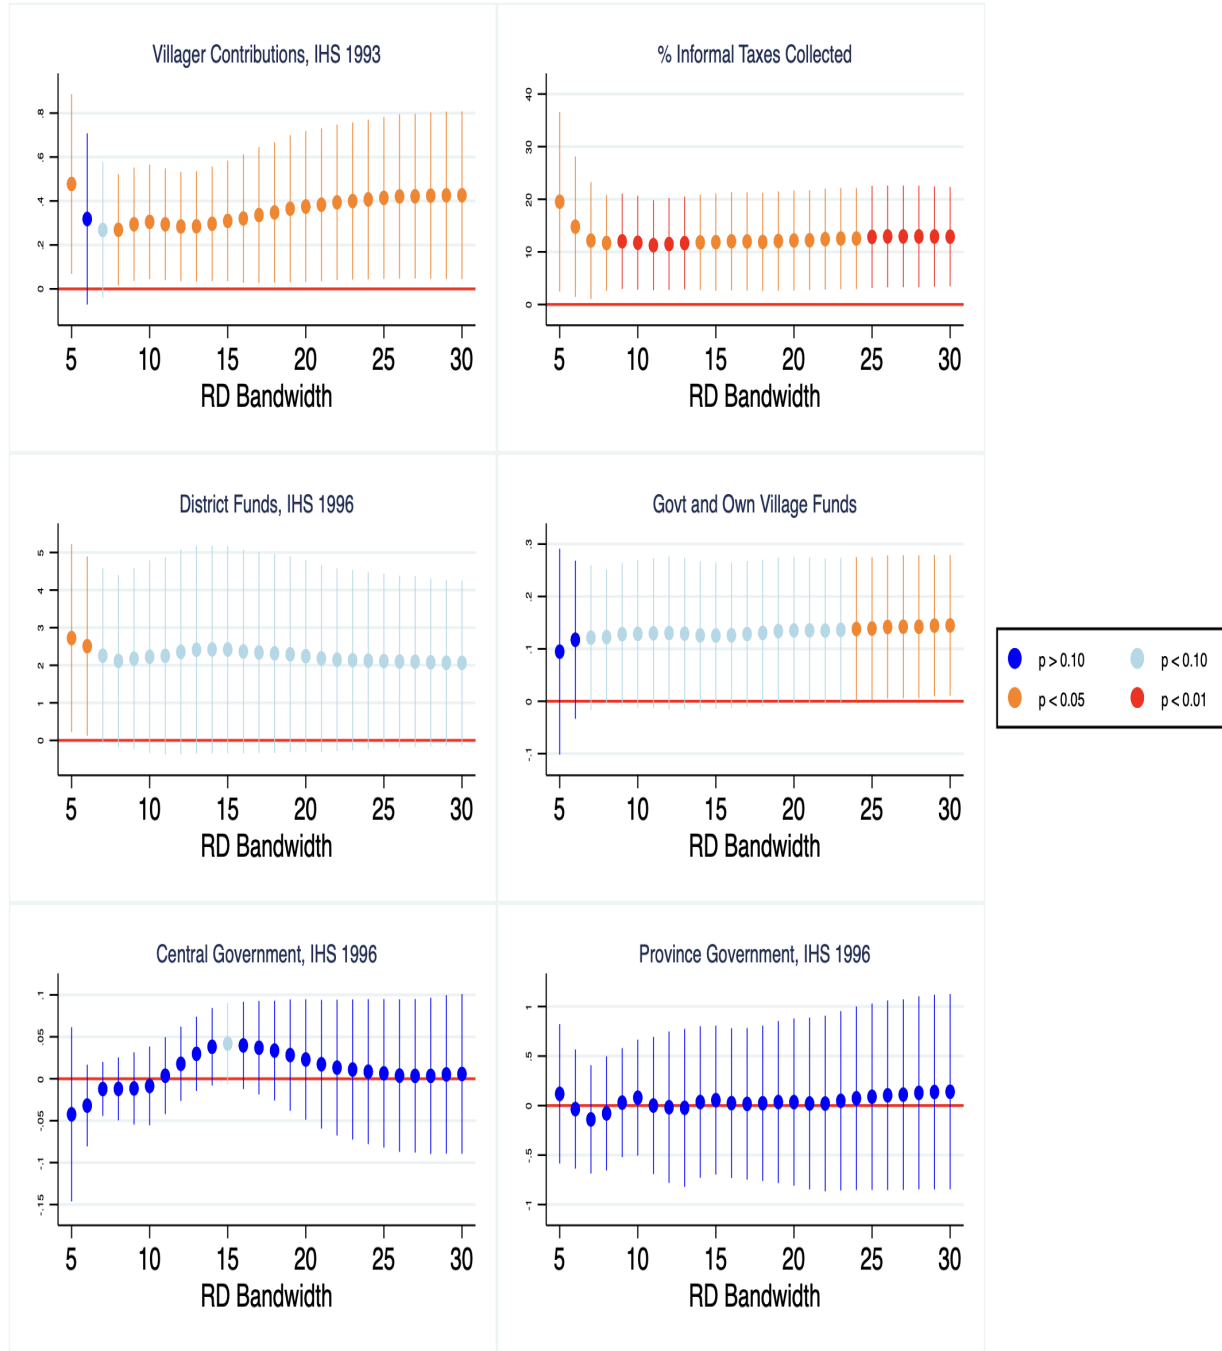 Villager Contributions, IHS 1993
.8
.6
.4
.2
0
5 10 15 20 25 30
RD Bandwidth
% Informal Taxes Collected
40
30
20
10
0
5 10 15 20 25 30
RD Bandwidth
District Funds, IHS 1996
5
4
3
2
1
0
5 10 15 20 25 30
RD Bandwidth
Govt and Own Village Funds
.3
.2
.1
0
-.1
5 10 15 20 25 30
RD Bandwidth
p > 0.10 p < 0.10
p < 0.05 p < 0.01
Central Government, IHS 1996
.1
.05
0
-.05
-.1
-.15
5 10 15 20 25 30
RD Bandwidth
Province Government, IHS 1996
1
.5
0
-.5
-1
5 10 15 20 25 30
RD Bandwidth